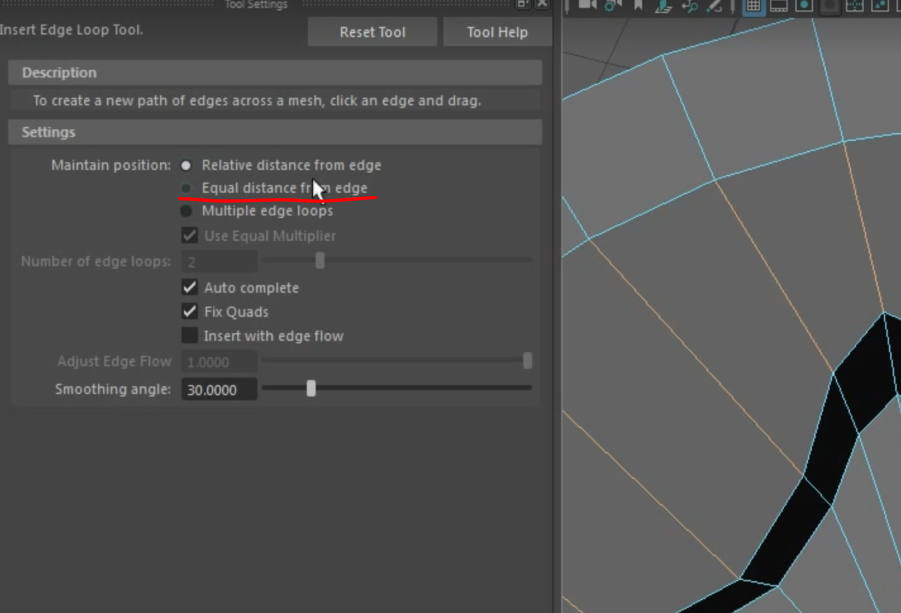 Tool Settings
Insert Edge Loop Tool.
Reset Tool
Tool Help
Description
To create a new path of edges across a mesh, click an edge and drag.
Settings
Maintain position: Relative distance from edge
Equal distance from edge
Multiple edge loops
Use Equal Multiplier
Number of edge loops: 2
Auto complete
Fix Quads
Insert with edge flow
Adjust Edge Flow 1.0000
Smoothing angle: 30.0000